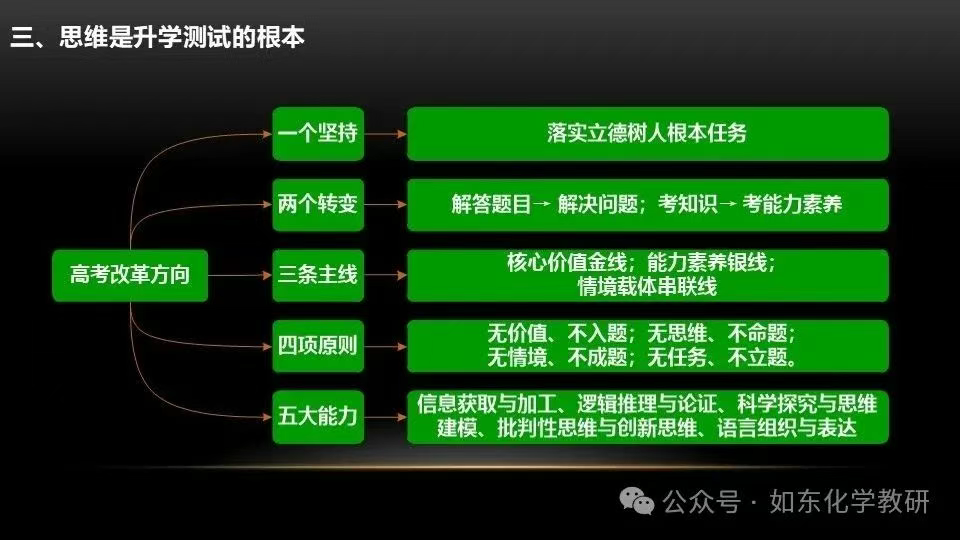 三、思维是升学测试的根本
高考改革方向
一个坚持
落实立德树人根本任务
两个转变
解答题目→ 解决问题；考知识→ 考能力素养
三条主线
核心价值金线；能力素养银线；
情境载体串联线
四项原则
无价值、不入题；无思维、不命题；
无情境、不成题；无任务、不立题。
五大能力
信息获取与加工、逻辑推理与论证、科学探究与思维
建模、批判性思维与创新思维、语言组织与表达
公众号 · 如东化学教研